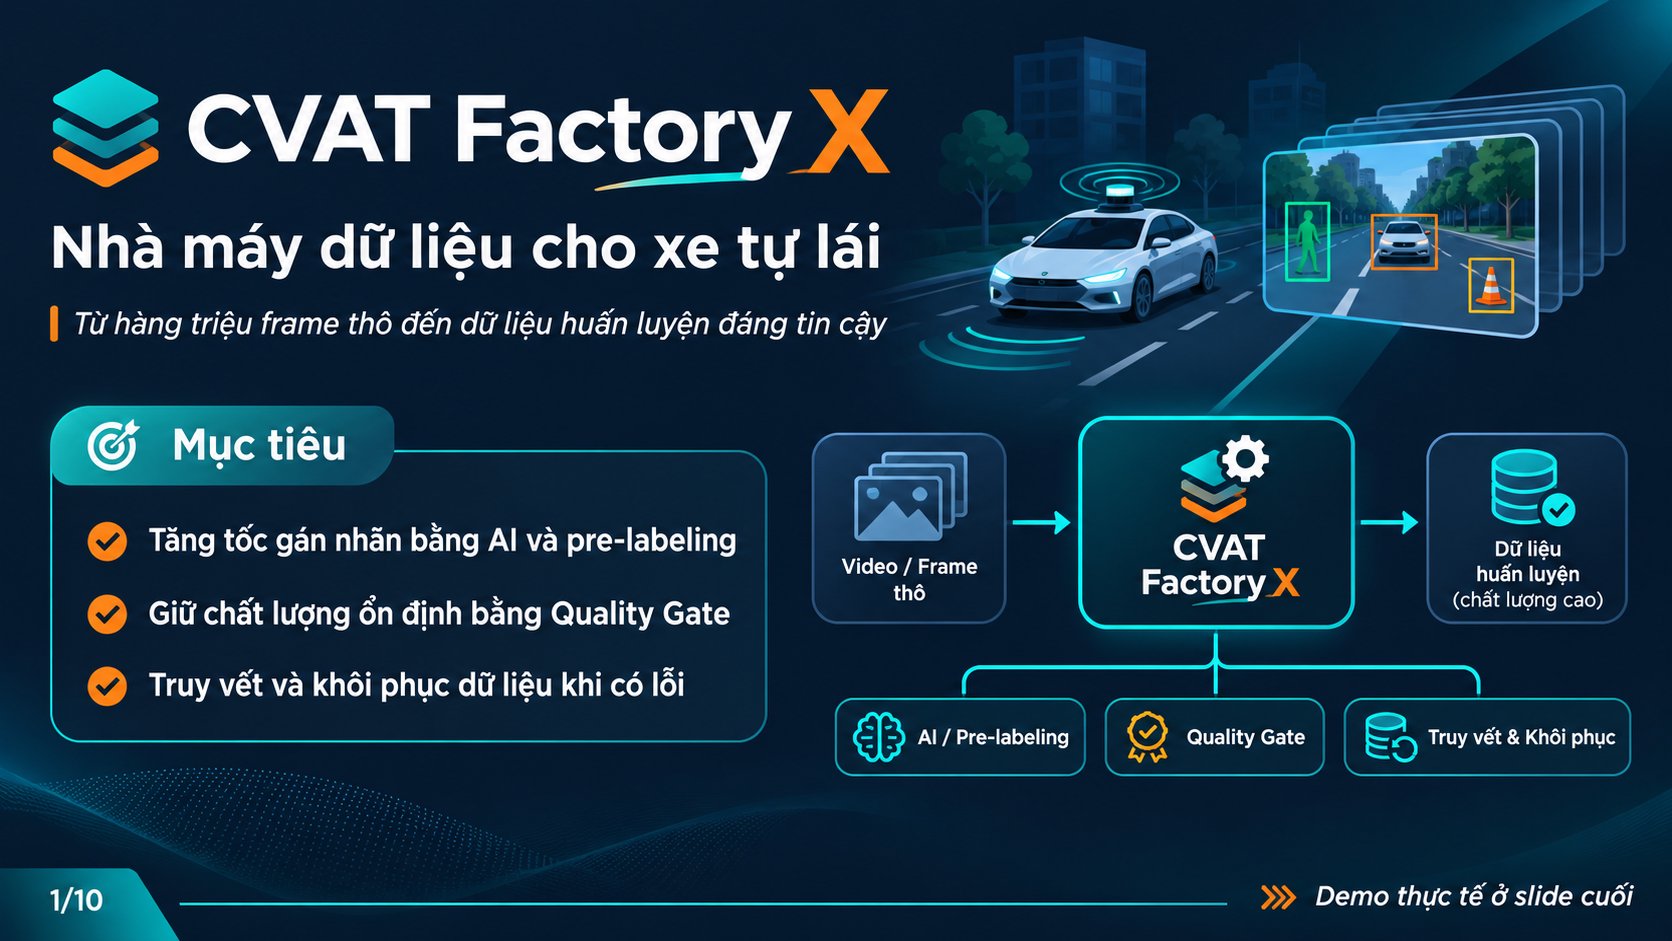 CVAT Factory X
Nhà máy dữ liệu cho xe tự lái
Từ hàng triệu frame thô đến dữ liệu huấn luyện đáng tin cậy
Mục tiêu
Tăng tốc gán nhãn bằng AI và pre-labeling
Giữ chất lượng ổn định bằng Quality Gate
Truy vết và khôi phục dữ liệu khi có lỗi
Video / Frame
thô
CVAT
Factory X
Dữ liệu
huấn luyện
(chất lượng cao)
AI / Pre-labeling
Quality Gate
Truy vết & Khôi phục
1/10
Demo thực tế ở slide cuối